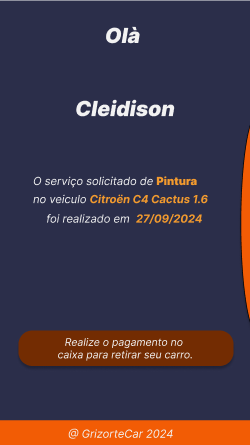 Olà
Cleidison
O serviço solicitado de Pintura
no veiculo Citroën C4 Cactus 1.6
foi realizado em 27/09/2024
Realize o pagamento no
caixa para retirar seu carro.
@ GrizorteCar 2024